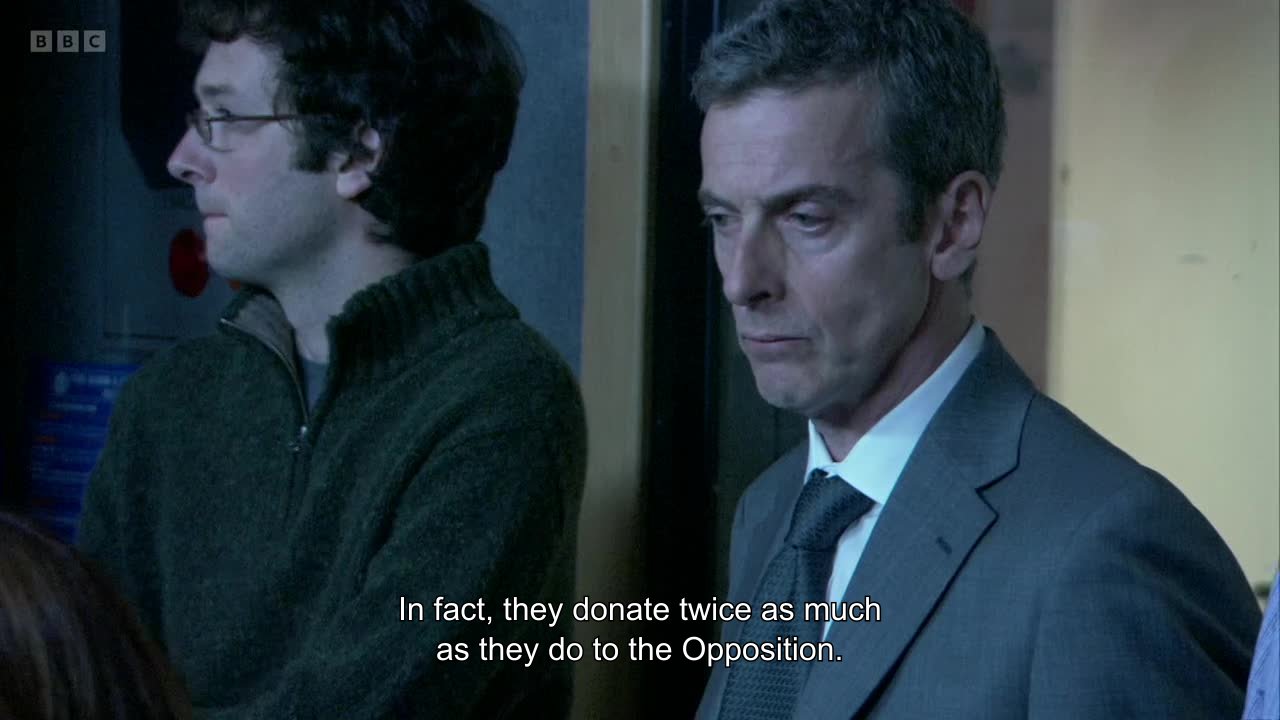 BBC
In fact, they donate twice as much
as they do to the Opposition.